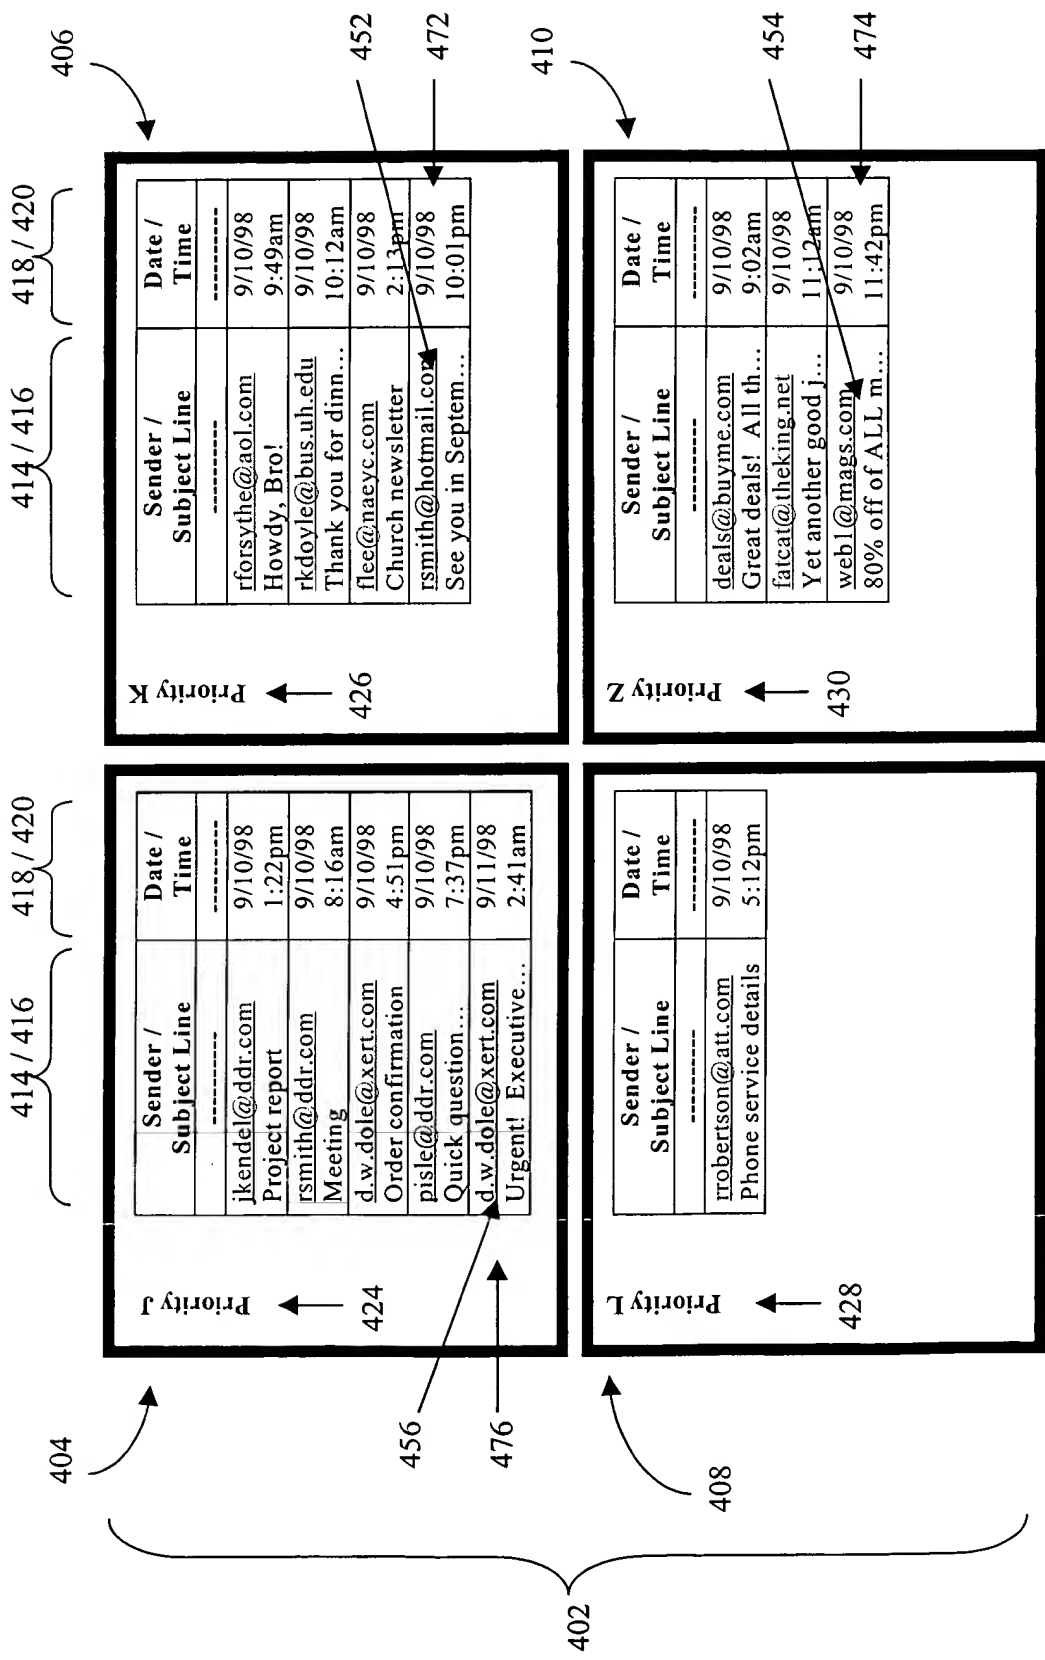 414 / 416
418 / 420
414 / 416
418 / 420
404
406
402
Priority J
424
Sender /
Subject Line
Date /
Time
-------------
----------
jkendel@ddr.com
9/10/98
Project report
1:22pm
rsmith@ddr.com
9/10/98
Meeting
8:16am
d.w.dole@xert.com
9/10/98
Order confirmation
4:51pm
pisle@ddr.com
9/10/98
Quick question....
7:37pm
d.w.dole@xert.com
9/11/98
Urgent! Executive...
2:41am
456
476
Priority K
426
Sender /
Subject Line
Date /
Time
-------------
----------
rforsythe@aol.com
9/10/98
Howdy, Bro!
9:49am
rkdoyle@bus.uh.edu
9/10/98
Thank you for dinn...
10:12am
flee@naeyc.com
9/10/98
Church newsletter
2:13pm
rsmith@hotmail.com
9/10/98
See you in Septem...
10:01pm
452
472
408
Priority L
428
Sender /
Subject Line
Date /
Time
-------------
----------
rrobertson@att.com
9/10/98
Phone service details
5:12pm
410
Priority Z
430
Sender /
Subject Line
Date /
Time
-------------
----------
deals@buyme.com
9/10/98
Great deals! All th...
9:02am
fatcat@theking.net
9/10/98
Yet another good j...
11:12am
web1@mags.com
9/10/98
80% off of ALL m...
11:42pm
454
474